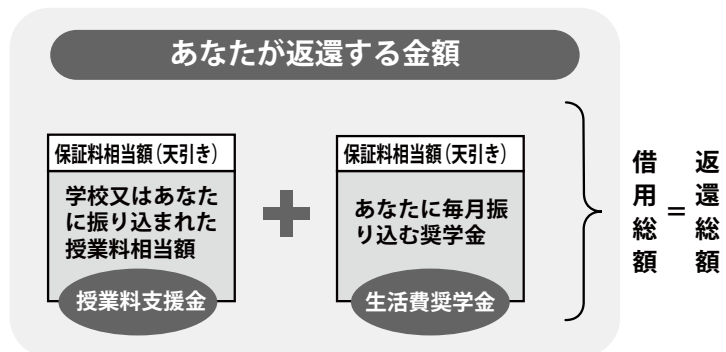 あなたが返還する金額
保証料相当額（天引き）
学校又はあなた
に振り込まれた
授業料相当額
授業料支援金
+
保証料相当額（天引き）
あなたに毎月振
り込む奨学金
生活費奨学金
借用総額
=
返還総額